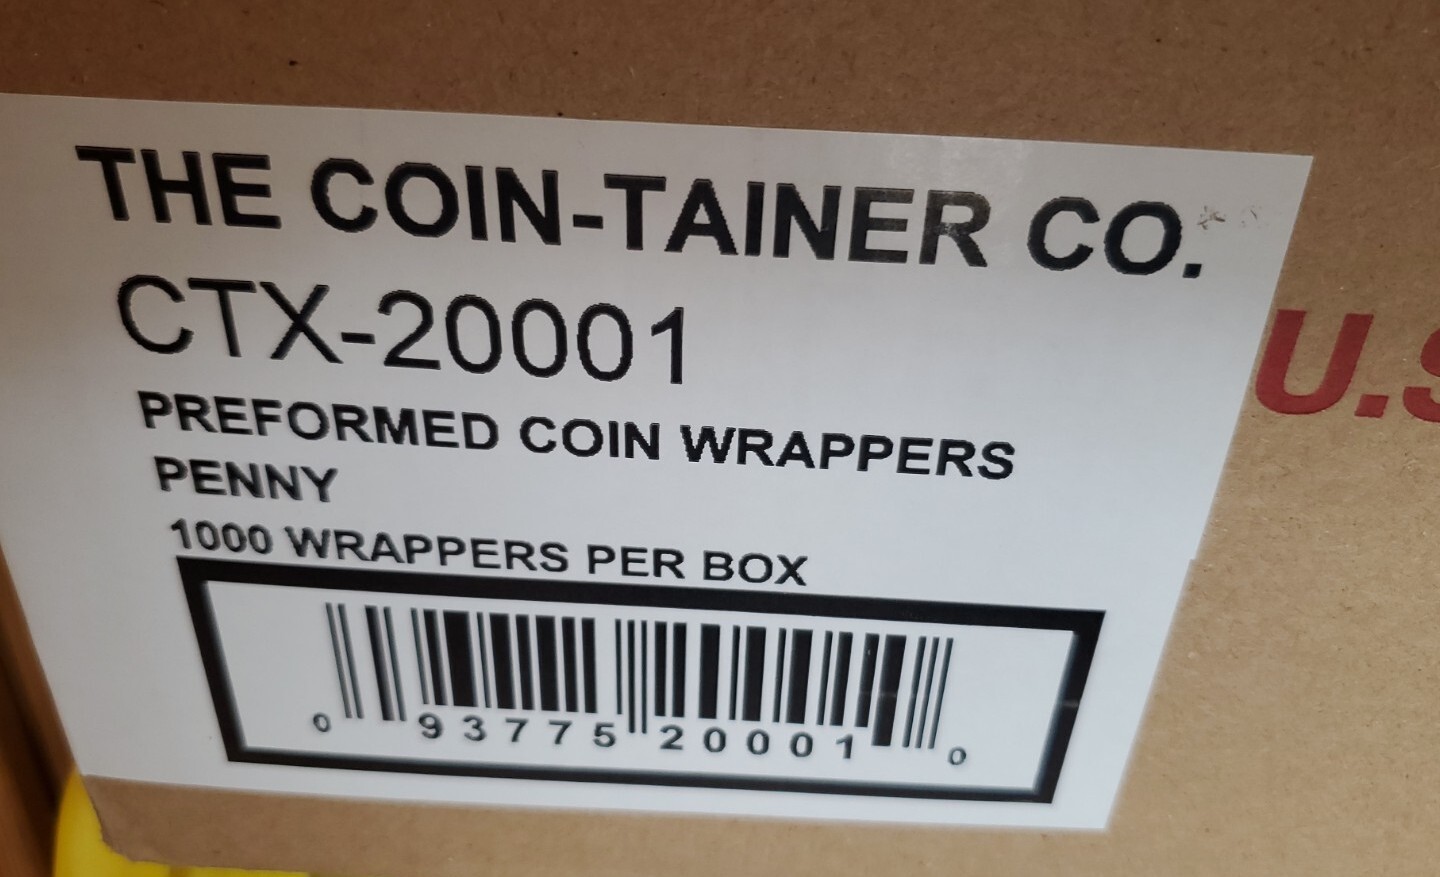 THE COIN-TAINER CO.
CTX-20001
PREFORMED COIN WRAPPERS
PENNY
1000 WRAPPERS PER BOX
0 93775 20001 0
U.S